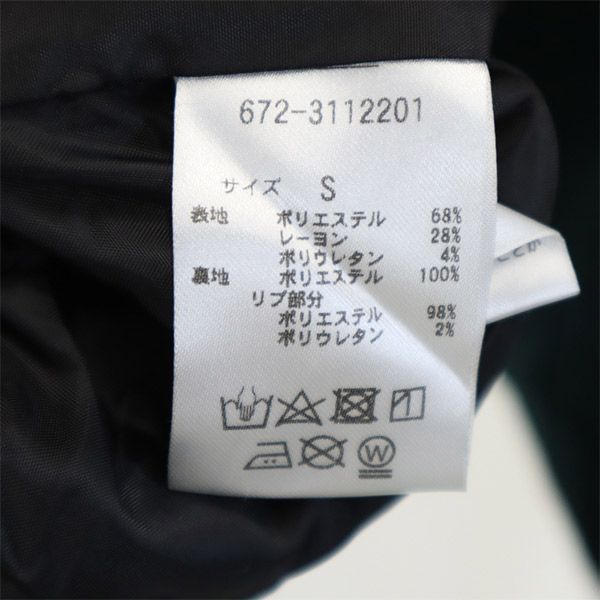 672-3112201
サイズ S
表地 ポリエステル 68%
レーヨン 28%
ポリウレタン 4%
裏地 ポリエステル 100%
リブ部分
ポリエステル 98%
ポリウレタン 2%
W